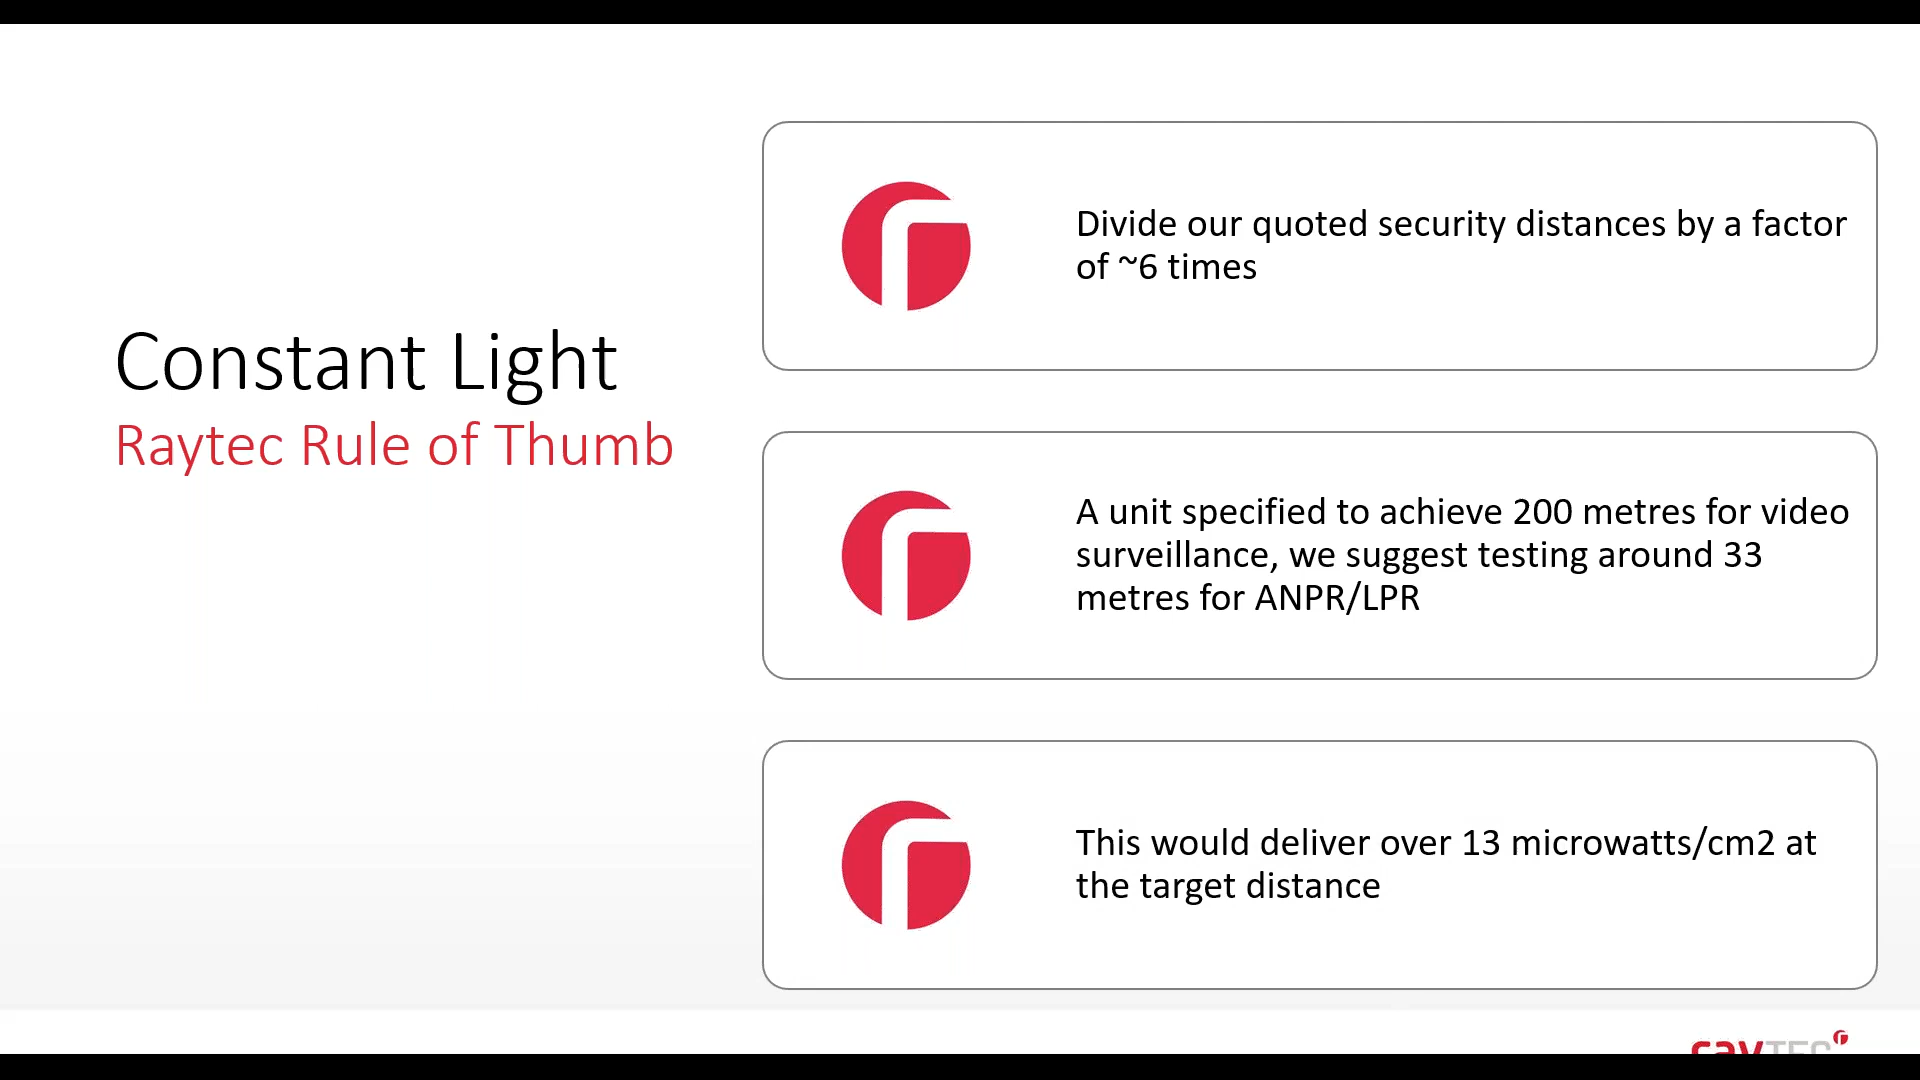 Constant Light
Raytec Rule of Thumb
Divide our quoted security distances by a factor
of ~6 times
A unit specified to achieve 200 metres for video
surveillance, we suggest testing around 33
metres for ANPR/LPR
This would deliver over 13 microwatts/cm2 at
the target distance
rayTEC